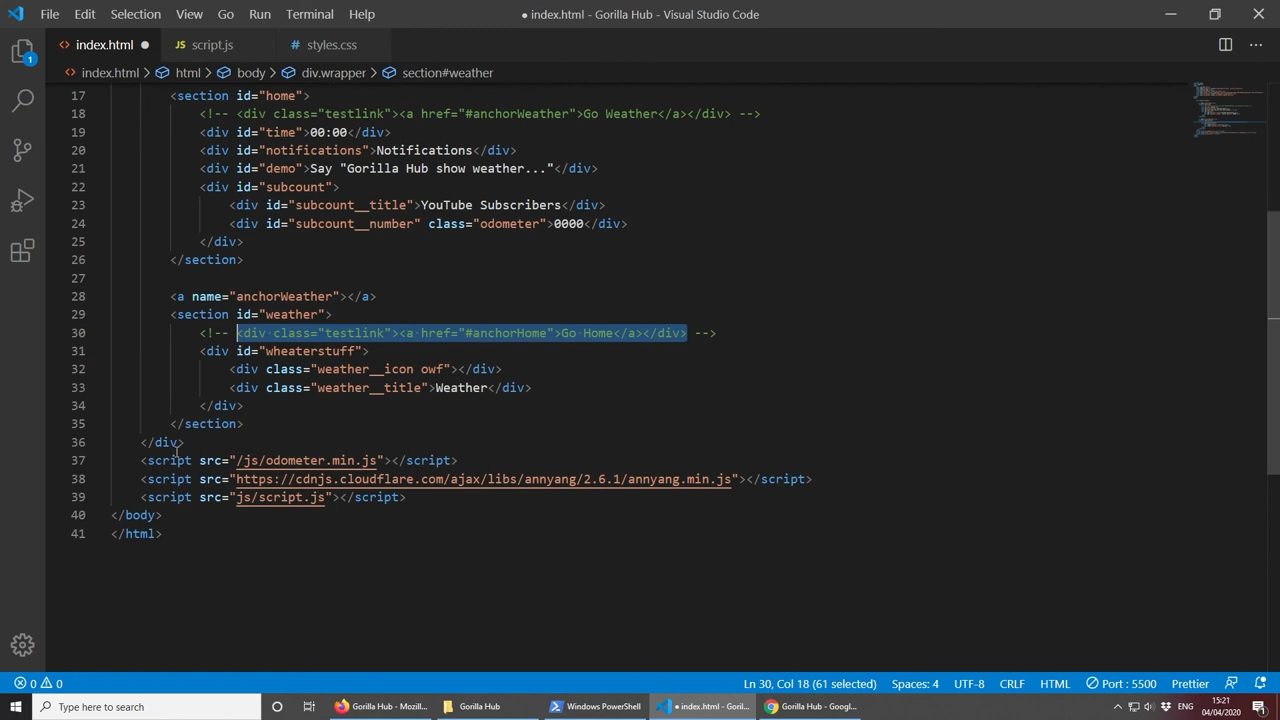 File Edit Selection View Go Run Terminal Help ● index.html - Gorilla Hub - Visual Studio Code
1
<> index.html ● JS script.js # styles.css ...
<> index.html > html > body > div.wrapper > section#weather
17 <section id="home">
18 <!-- <div class="testlink"><a href="#anchorWeather">Go Weather</a></div> -->
19 <div id="time">00:00</div>
20 <div id="notifications">Notifications</div>
21 <div id="demo">Say "Gorilla Hub show weather..."</div>
22 <div id="subcount">
23 <div id="subcount__title">YouTube Subscribers</div>
24 <div id="subcount__number" class="odometer">0000</div>
25 </div>
26 </section>
27
28 <a name="anchorWeather"></a>
29 <section id="weather">
30 <!-- <div class="testlink"><a href="#anchorHome">Go Home</a></div> -->
31 <div id="wheaterstuff">
32 <div class="weather__icon owf"></div>
33 <div class="weather__title">Weather</div>
34 </div>
35 </section>
36 </div>
37 <script src="/js/odometer.min.js"></script>
38 <script src="https://cdnjs.cloudflare.com/ajax/libs/annyang/2.6.1/annyang.min.js"></script>
39 <script src="js/script.js"></script>
40 </body>
41 </html>
0 0 Ln 30, Col 18 (61 selected) Spaces: 4 UTF-8 CRLF HTML Port : 5500 Prettier
Type here to search Gorilla Hub - Mozill... Gorilla Hub Windows PowerShell ● index.html - Goril... Gorilla Hub - Googl... ENG 15:21
04/04/2020 1